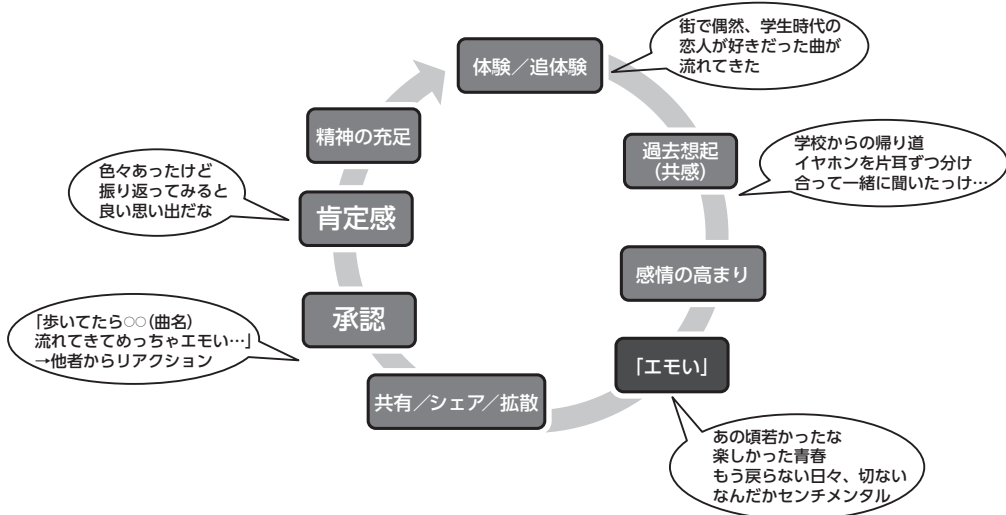 体験／追体験
街で偶然、学生時代の
恋人が好きだった曲が
流れてきた
過去想起
(共感)
学校からの帰り道
イヤホンを片耳ずつ分け
合って一緒に聞いたっけ…
感情の高まり
「エモい」
あの頃若かったな
楽しかった青春
もう戻らない日々、切ない
なんだかセンチメンタル
共有／シェア／拡散
承認
「歩いてたら○○(曲名)
流れてきてめっちゃエモい…」
→他者からリアクション
肯定感
色々あったけど
振り返ってみると
良い思い出だな
精神の充足